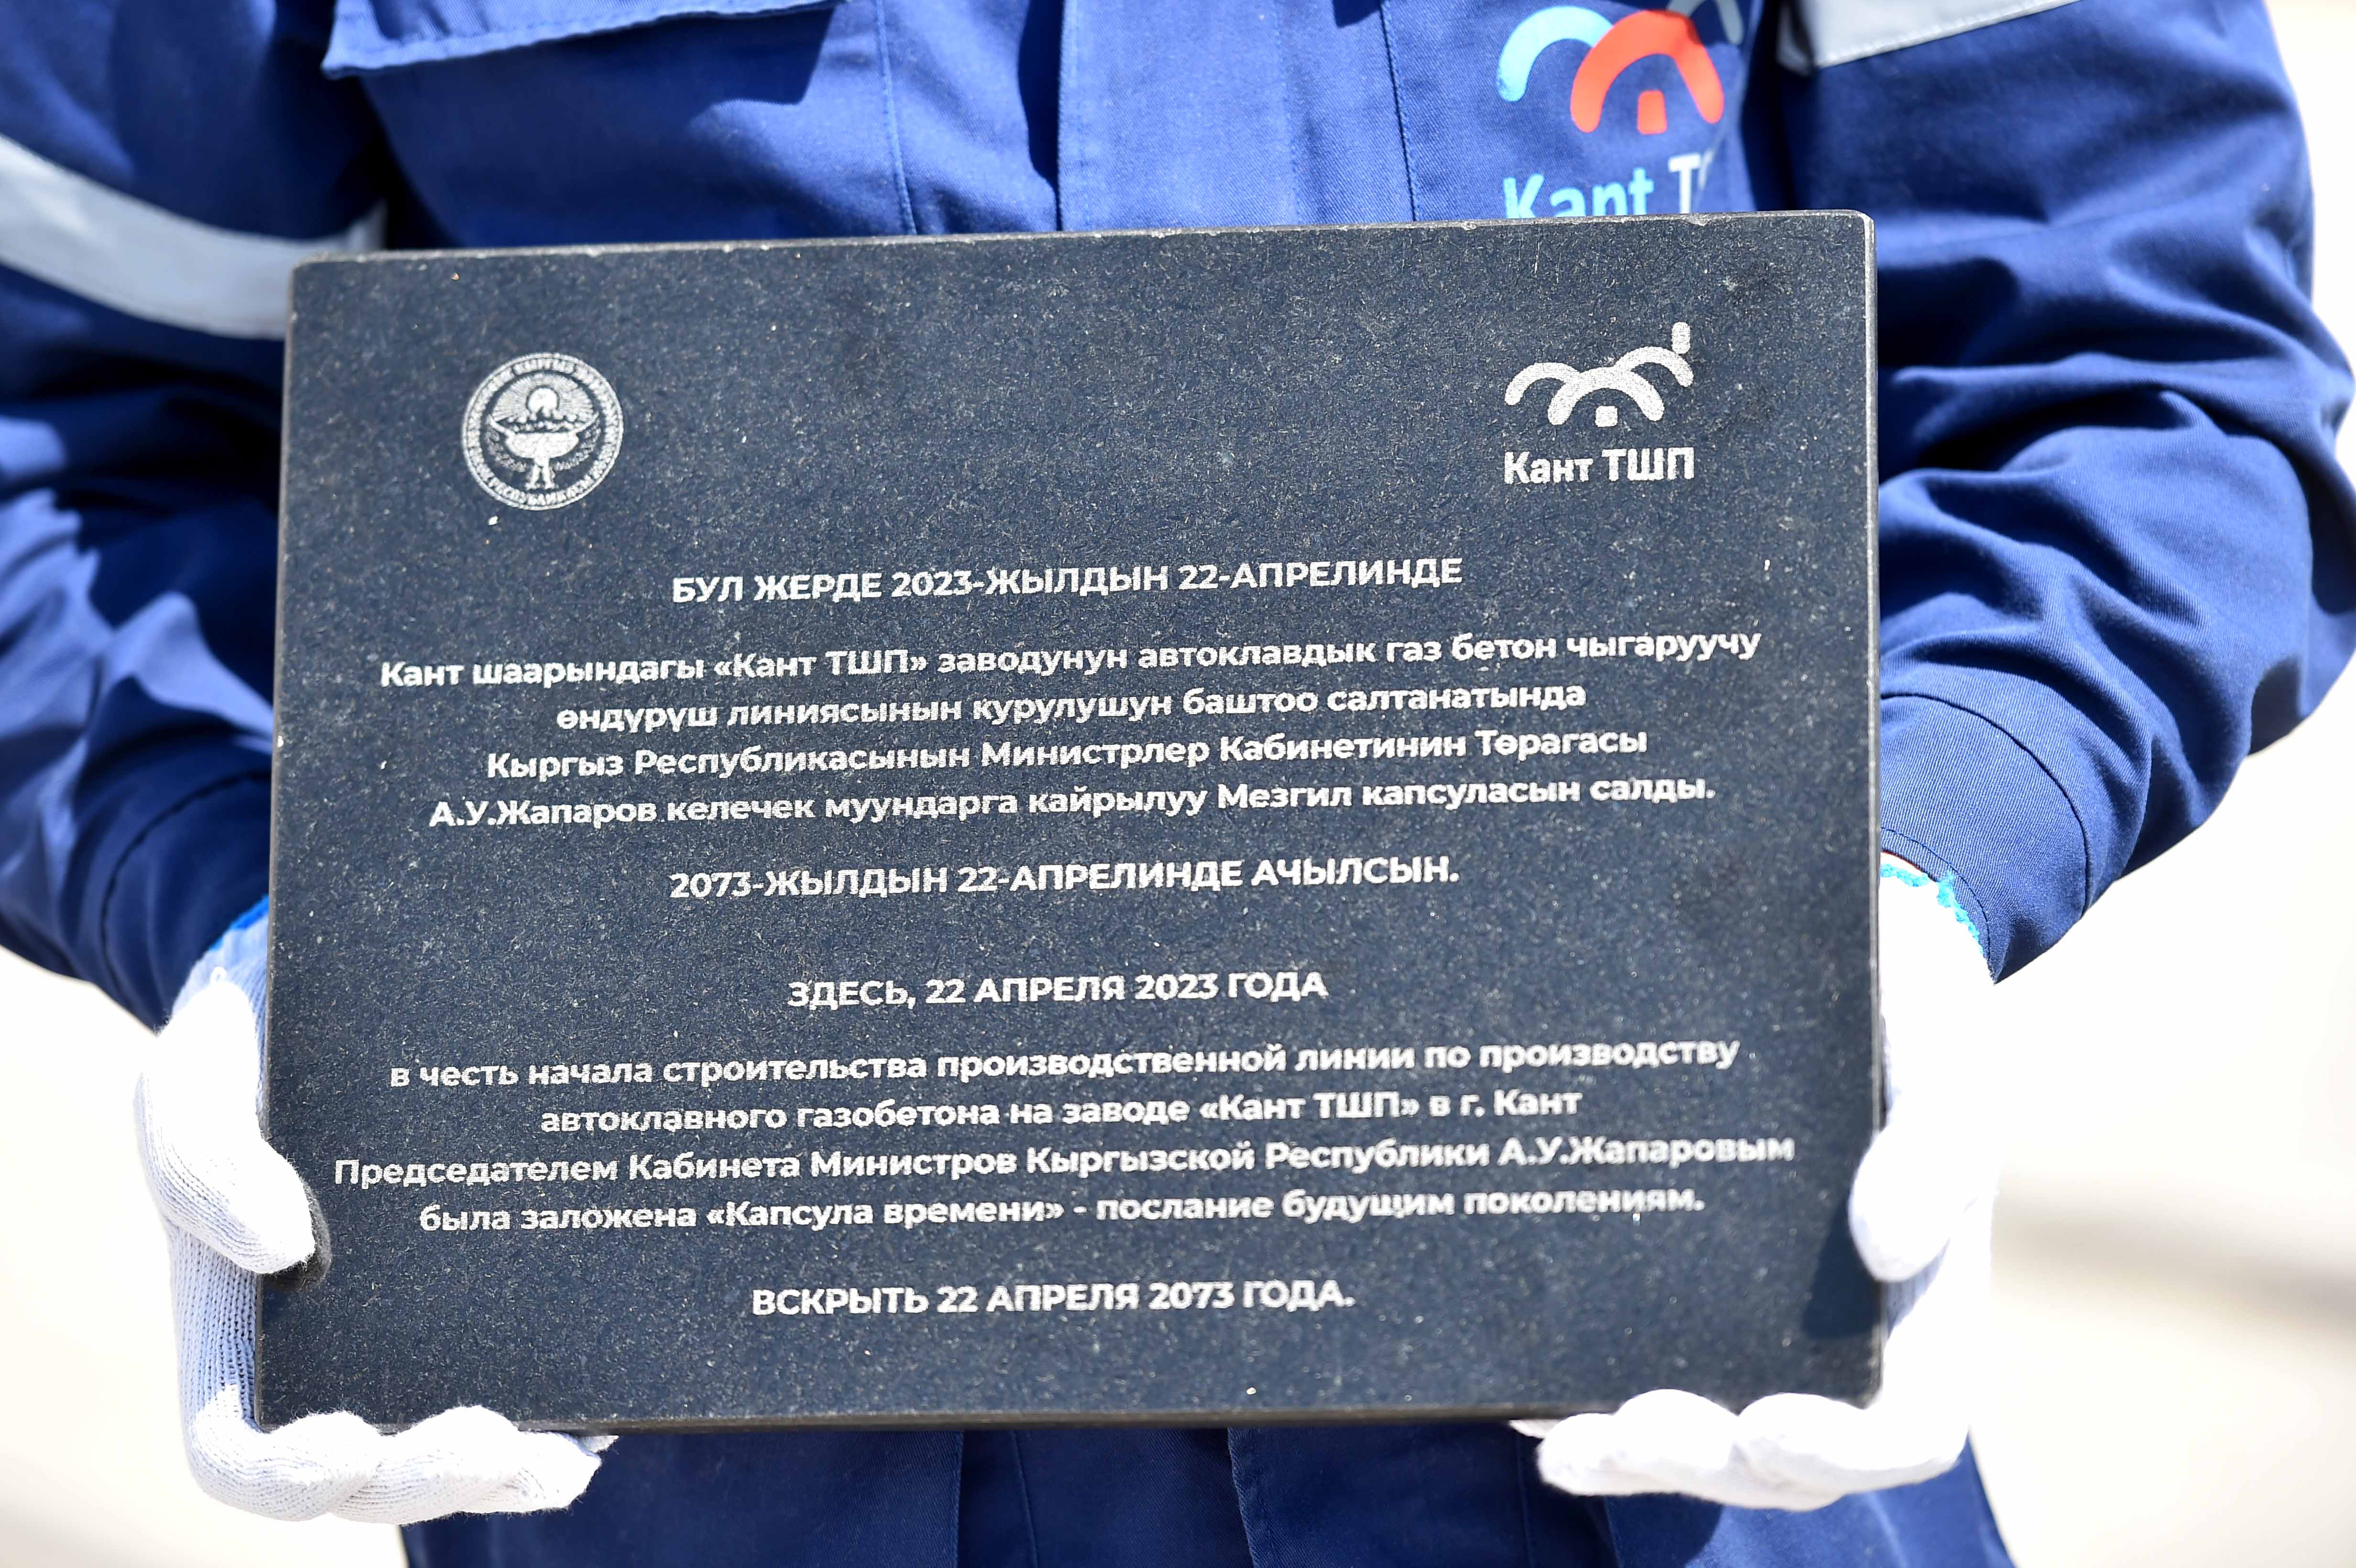 Кант
Кант ТШП
БУЛ ЖЕРДЕ 2023-ЖЫЛДЫН 22-АПРЕЛИНДЕ
Кант шаарындагы «Кант ТШП» заводунун автоклавдык газ бетон чыгаруучу
өндүрүш линиясынын курулушун баштоо салтанатында
Кыргыз Республикасынын Министрлер Кабинетинин Төрагасы
А.У.Жапаров келечек муундарга кайрылуу Мезгил капсуласын салды.
2073-ЖЫЛДЫН 22-АПРЕЛИНДЕ АЧЫЛСЫН.
ЗДЕСЬ, 22 АПРЕЛЯ 2023 ГОДА
в честь начала строительства производственной линии по производству
автоклавного газобетона на заводе «Кант ТШП» в г. Кант
Председателем Кабинета Министров Кыргызской Республики А.У.Жапаровым
была заложена «Капсула времени» - послание будущим поколениям.
ВСКРЫТЬ 22 АПРЕЛЯ 2073 ГОДА.